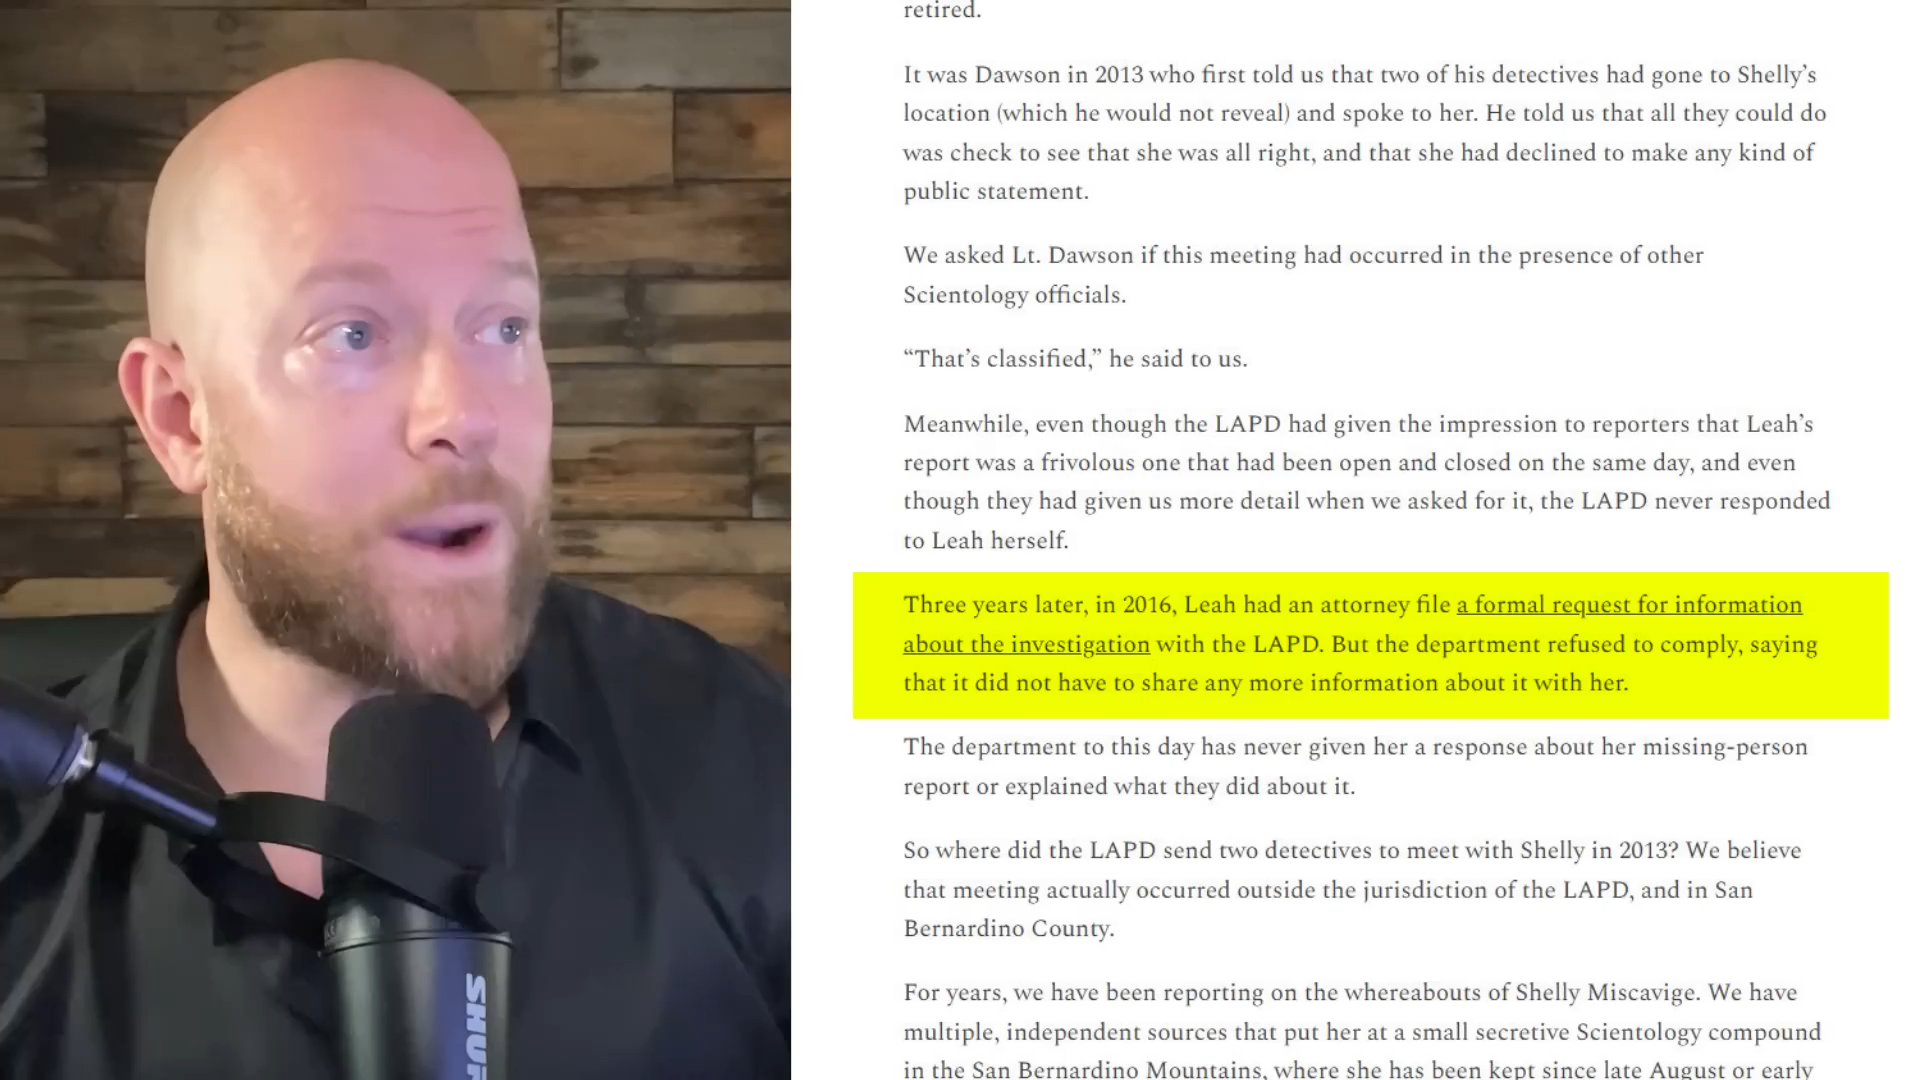 retired.
It was Dawson in 2013 who first told us that two of his detectives had gone to Shelly’s
location (which he would not reveal) and spoke to her. He told us that all they could do
was check to see that she was all right, and that she had declined to make any kind of
public statement.
We asked Lt. Dawson if this meeting had occurred in the presence of other
Scientology officials.
“That’s classified,” he said to us.
Meanwhile, even though the LAPD had given the impression to reporters that Leah’s
report was a frivolous one that had been open and closed on the same day, and even
though they had given us more detail when we asked for it, the LAPD never responded
to Leah herself.
Three years later, in 2016, Leah had an attorney file a formal request for information
about the investigation with the LAPD. But the department refused to comply, saying
that it did not have to share any more information about it with her.
The department to this day has never given her a response about her missing-person
report or explained what they did about it.
So where did the LAPD send two detectives to meet with Shelly in 2013? We believe
that meeting actually occurred outside the jurisdiction of the LAPD, and in San
Bernardino County.
For years, we have been reporting on the whereabouts of Shelly Miscavige. We have
multiple, independent sources that put her at a small secretive Scientology compound
in the San Bernardino Mountains, where she has been kept since late August or early
SHUR